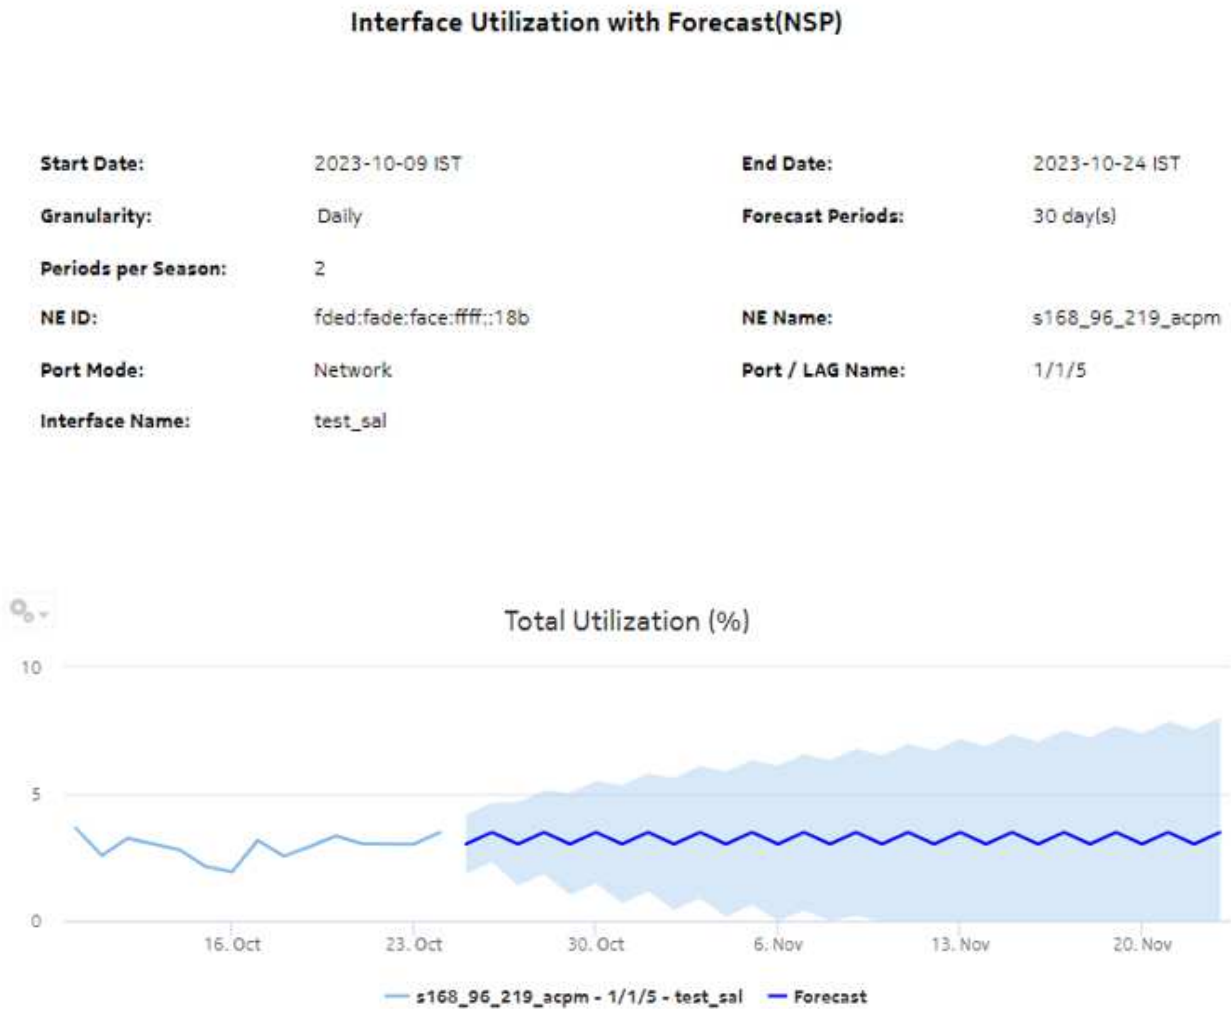 Interface Utilization with Forecast(NSP)
Start Date: 2023-10-09 IST End Date: 2023-10-24 IST
Granularity: Daily Forecast Periods: 30 day(s)
Periods per Season: 2
NE ID: fded:fade:face:ffff::18b NE Name: s168_96_219_acpm
Port Mode: Network Port / LAG Name: 1/1/5
Interface Name: test_sal
Total Utilization (%)
10
5
0
16. Oct 23. Oct 30. Oct 6. Nov 13. Nov 20. Nov
s168_96_219_acpm - 1/1/5 - test_sal Forecast